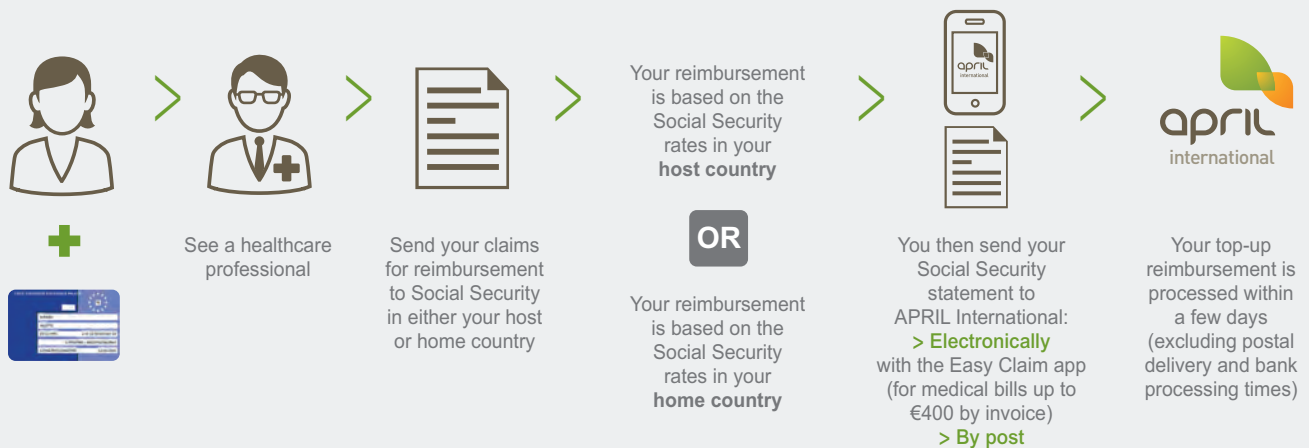 See a healthcare
professional
Send your claims
for reimbursement
to Social Security
in either your host
or home country
Your reimbursement
is based on the
Social Security
rates in your
host country
OR
Your reimbursement
is based on the
Social Security
rates in your
home country
april
international
You then send your
Social Security
statement to
APRIL International:
> Electronically
with the Easy Claim app
(for medical bills up to
€400 by invoice)
> By post
april
international
Your top-up
reimbursement is
processed within
a few days
(excluding postal
delivery and bank
processing times)